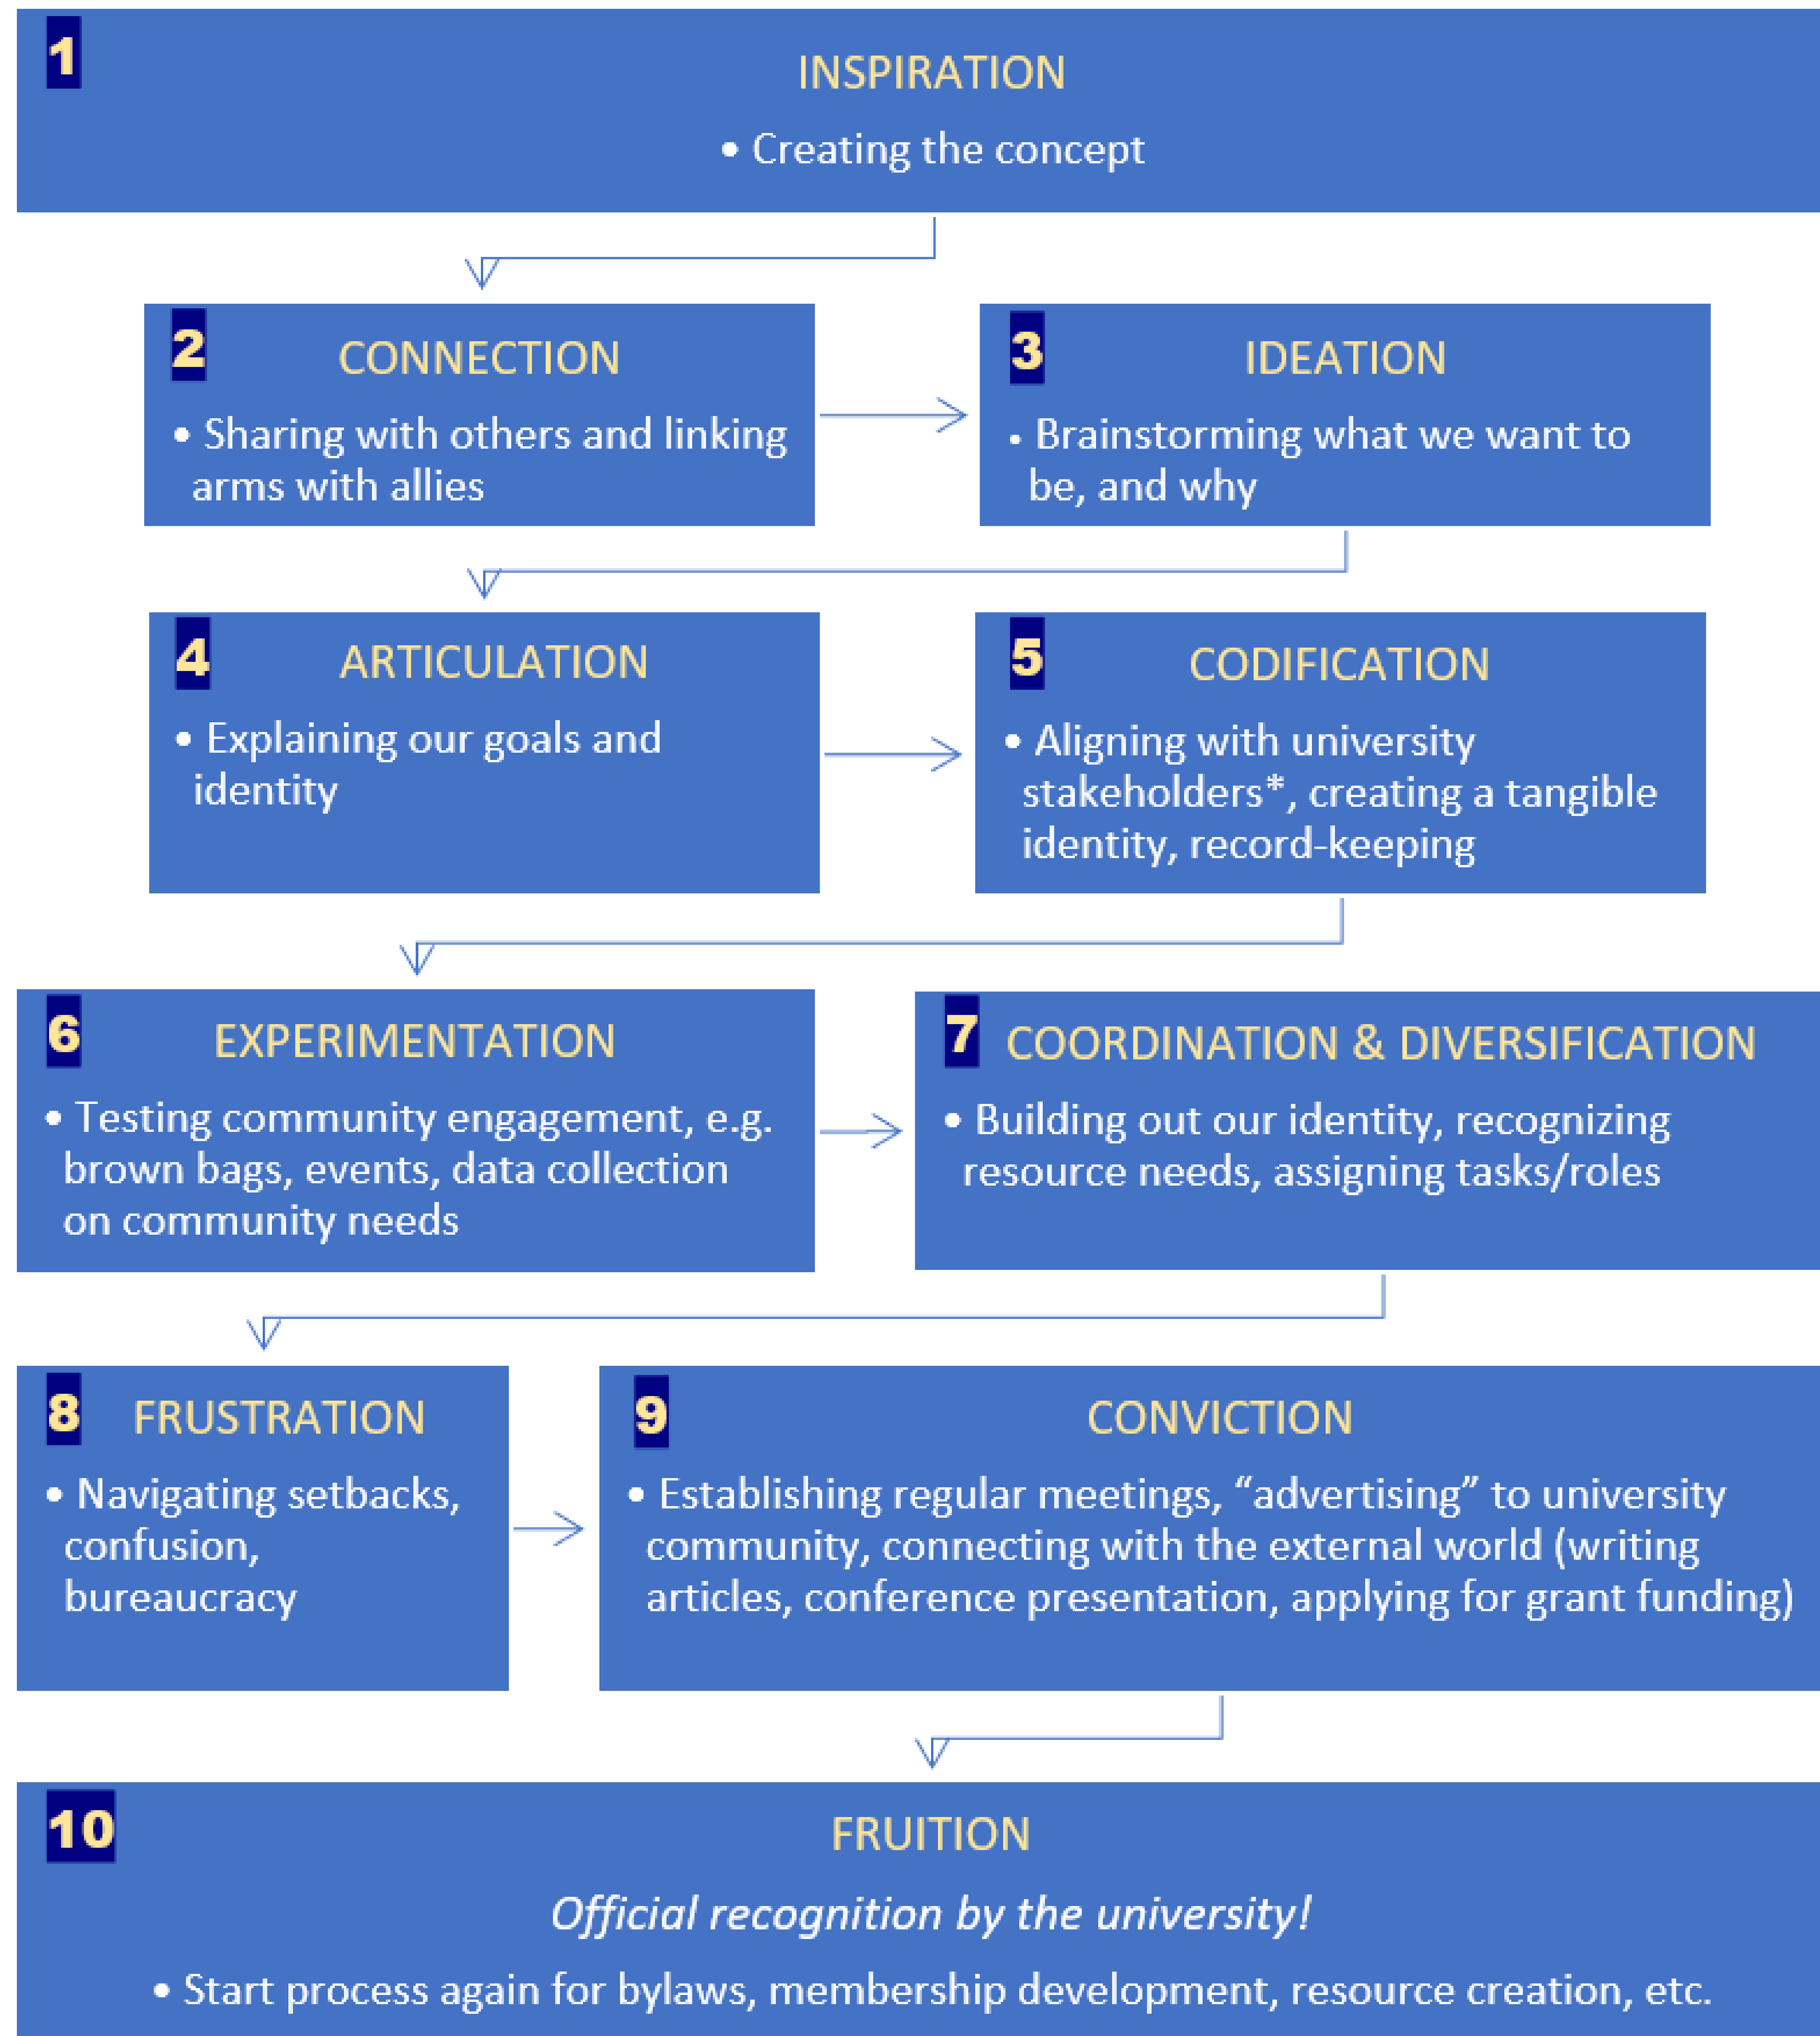 1
INSPIRATION
• Creating the concept
2
CONNECTION
• Sharing with others and linking
arms with allies
3
IDEATION
• Brainstorming what we want to
be, and why
4
ARTICULATION
• Explaining our goals and
identity
5
CODIFICATION
• Aligning with university
stakeholders*, creating a tangible
identity, record-keeping
6
EXPERIMENTATION
• Testing community engagement, e.g.
brown bags, events, data collection
on community needs
7
COORDINATION & DIVERSIFICATION
• Building out our identity, recognizing
resource needs, assigning tasks/roles
8
FRUSTRATION
• Navigating setbacks,
confusion,
bureaucracy
9
CONVICTION
• Establishing regular meetings, “advertising” to university
community, connecting with the external world (writing
articles, conference presentation, applying for grant funding)
10
FRUITION
Official recognition by the university!
• Start process again for bylaws, membership development, resource creation, etc.